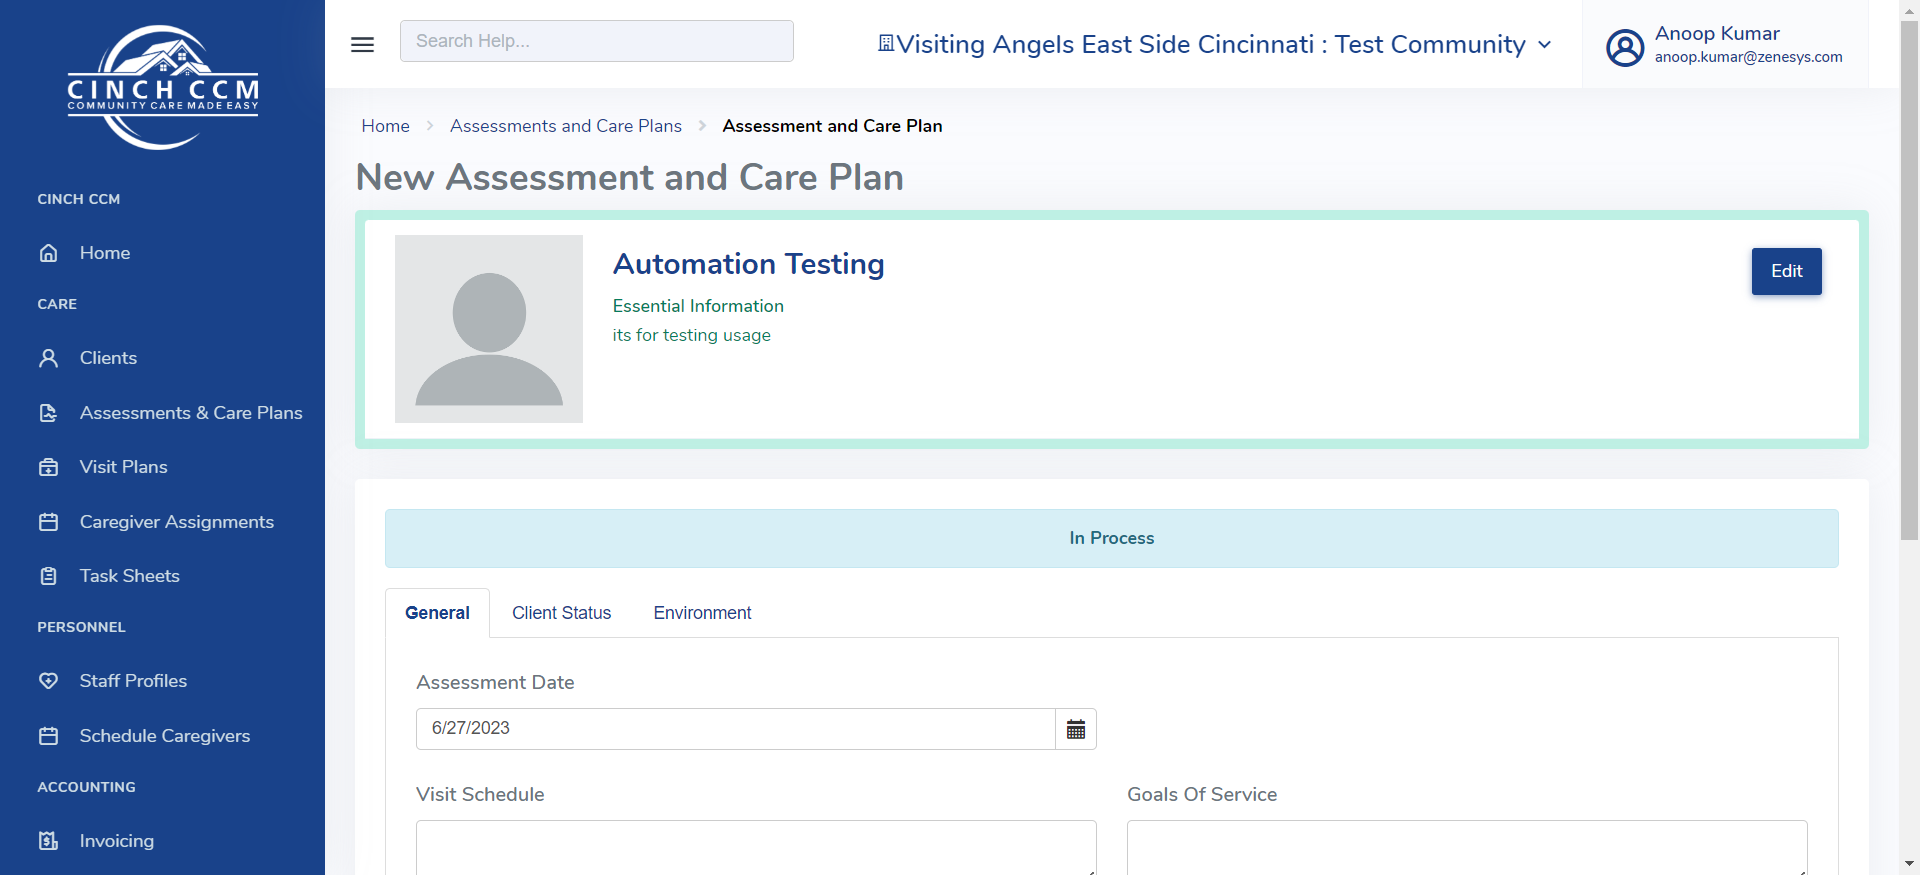 CINCH CCM
COMMUNITY CARE MADE EASY
CINCH CCM
Home
CARE
Clients
Assessments & Care Plans
Visit Plans
Caregiver Assignments
Task Sheets
PERSONNEL
Staff Profiles
Schedule Caregivers
ACCOUNTING
Invoicing
Search Help...
Visiting Angels East Side Cincinnati : Test Community
Anoop Kumar
anoop.kumar@zenesys.com
Home > Assessments and Care Plans > Assessment and Care Plan
New Assessment and Care Plan
Automation Testing
Edit
Essential Information
its for testing usage
In Process
General Client Status Environment
Assessment Date
6/27/2023
Visit Schedule Goals Of Service